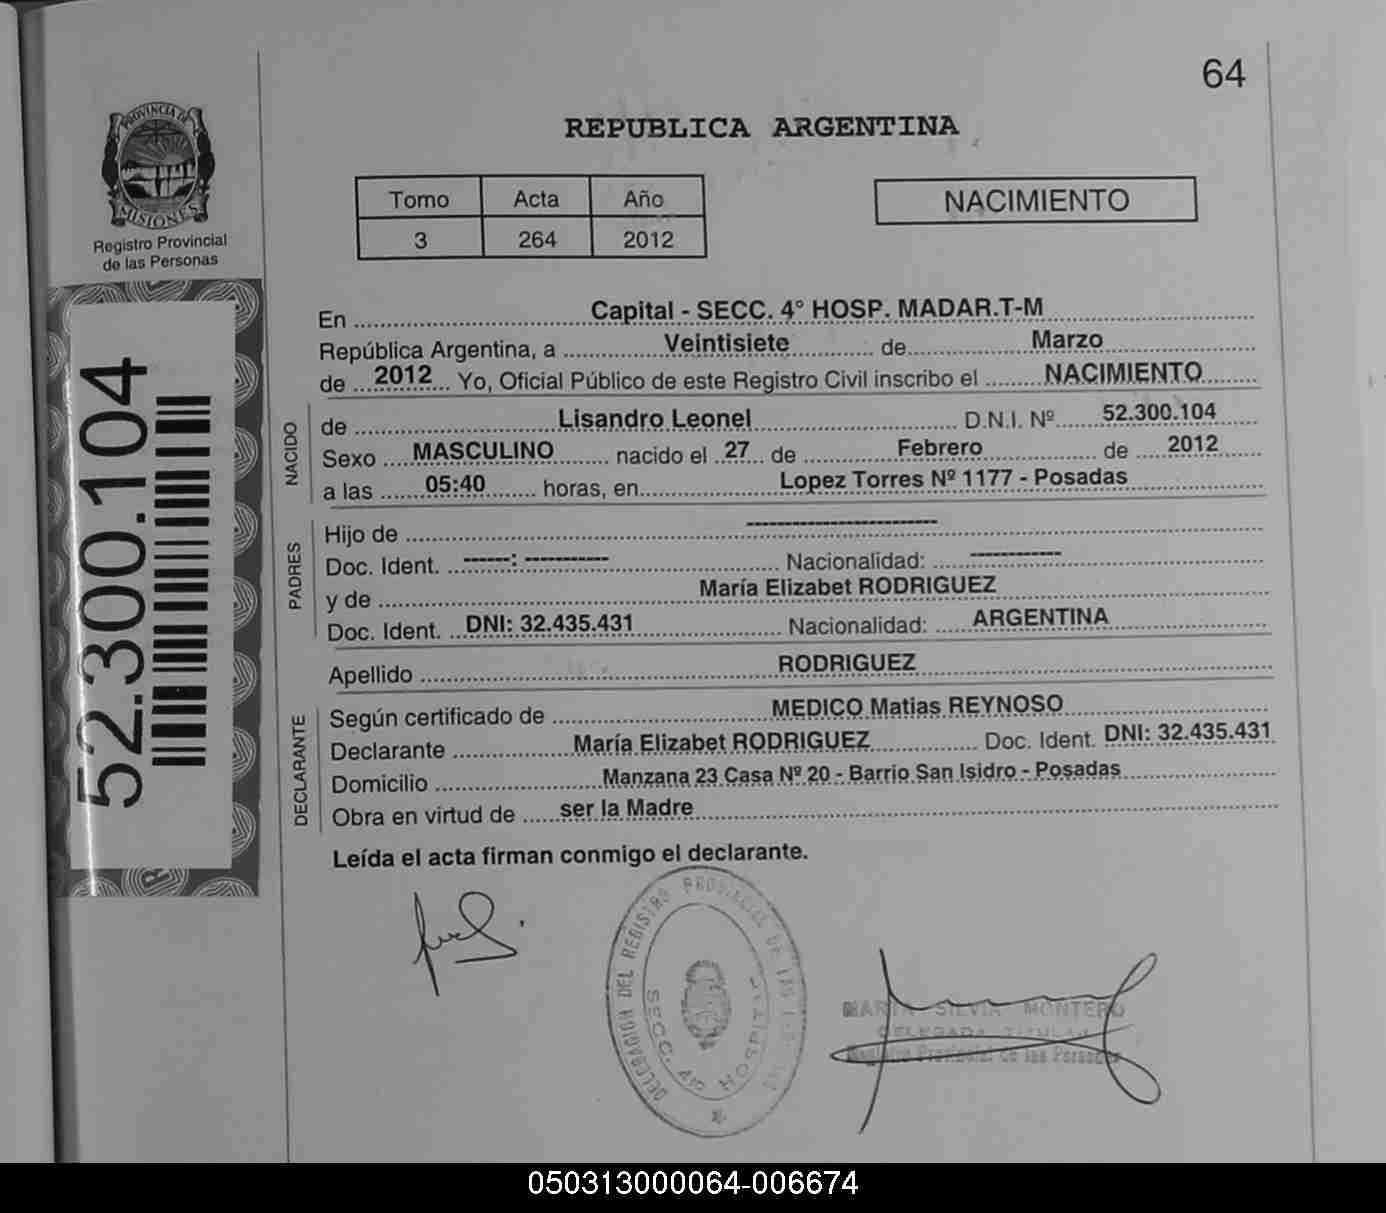 64
PROVINCIA DE
MISIONES
Registro Provincial
de las Personas
REPUBLICA ARGENTINA
Tomo Acta Año
3 264 2012
NACIMIENTO
52.300.104
En Capital - SECC. 4° HOSP. MADAR.T-M
República Argentina, a Veintisiete de Marzo
de 2012 Yo, Oficial Público de este Registro Civil inscribo el NACIMIENTO
NACIDO
de Lisandro Leonel D.N.I. Nº 52.300.104
Sexo MASCULINO nacido el 27 de Febrero de 2012
a las 05:40 horas, en Lopez Torres Nº 1177 - Posadas
PADRES
Hijo de -------------------------
Doc. Ident. ------: ----------- Nacionalidad: ------------
y de María Elizabet RODRIGUEZ
Doc. Ident. DNI: 32.435.431 Nacionalidad: ARGENTINA
Apellido RODRIGUEZ
DECLARANTE
Según certificado de MEDICO Matias REYNOSO
Declarante María Elizabet RODRIGUEZ Doc. Ident. DNI: 32.435.431
Domicilio Manzana 23 Casa Nº 20 - Barrio San Isidro - Posadas
Obra en virtud de ser la Madre
Leída el acta firman conmigo el declarante.
DELEGACION DEL REGISTRO PROVINCIAL DE LAS
SECC. 4º HOSPITAL
SILVIA MONTERO
DELEGADA TITULAR
Registro Provincial de las Personas
050313000064-006674